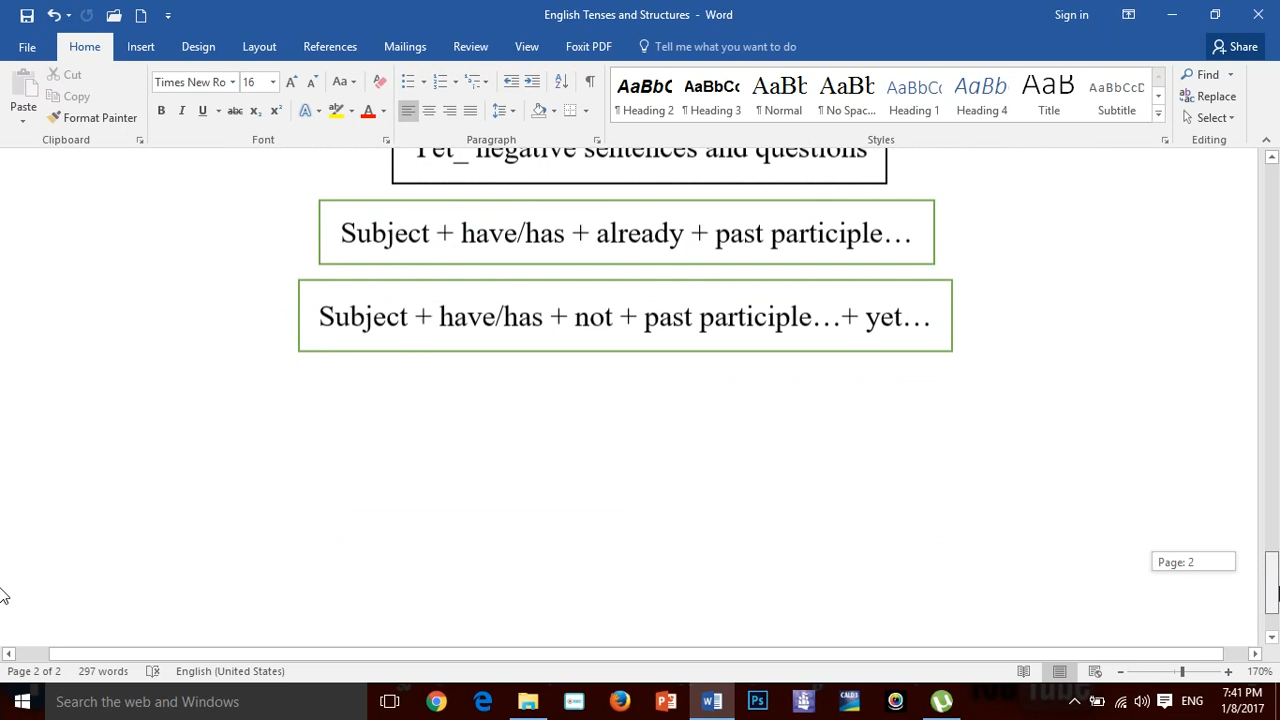 English Tenses and Structures - Word
Sign in
File Home Insert Design Layout References Mailings Review View Foxit PDF Tell me what you want to do Share
Paste
Cut
Copy
Format Painter
Clipboard
Times New Ro 16
Font
Paragraph
AaBbC AaBbCc AaBb AaBb AaBbC AaBb AaB AaBbCcD
¶ Heading 2 ¶ Heading 3 ¶ Normal ¶ No Spac... Heading 1 Heading 4 Title Subtitle
Styles
Find
Replace
Select
Editing
Yet_ negative sentences and questions
Subject + have/has + already + past participle…
Subject + have/has + not + past participle…+ yet…
Page: 2
Page 2 of 2 297 words English (United States) 170%
Search the web and Windows
ENG
7:41 PM
1/8/2017